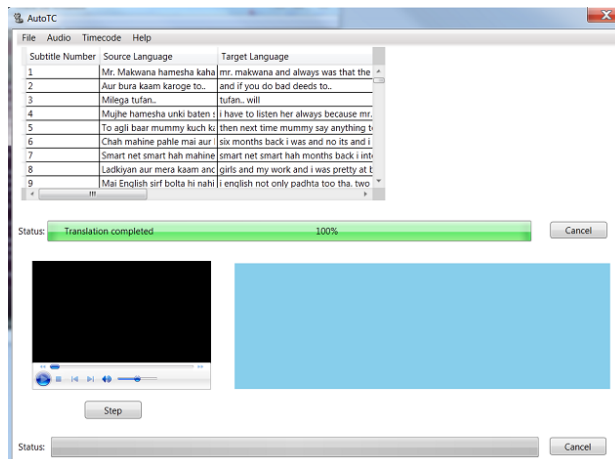 AutoTC
File Audio Timecode Help
Subtitle Number Source Language Target Language
1 Mr. Makwana hamesha kaha mr. makwana and always was that the
2 Aur bura kaam karoge to.. and if you do bad deeds to..
3 Milega tufan.. tufan.. will
4 Mujhe hamesha unki baten s i have to listen her always because mr.
5 To agli baar mummy kuch ka then next time mummy say anything to
6 Chah mahine pahle mai aur six months back i was and no its and i
7 Smart net smart hah mahine smart net smart hah months back i int
8 Ladkiyan aur mera kaam anc girls and my work and i was pretty at b
9 Mai English sirf bolta hi nahi i english not only padhta too tha. two
Status: Translation completed 100% Cancel
Step
Status: Cancel